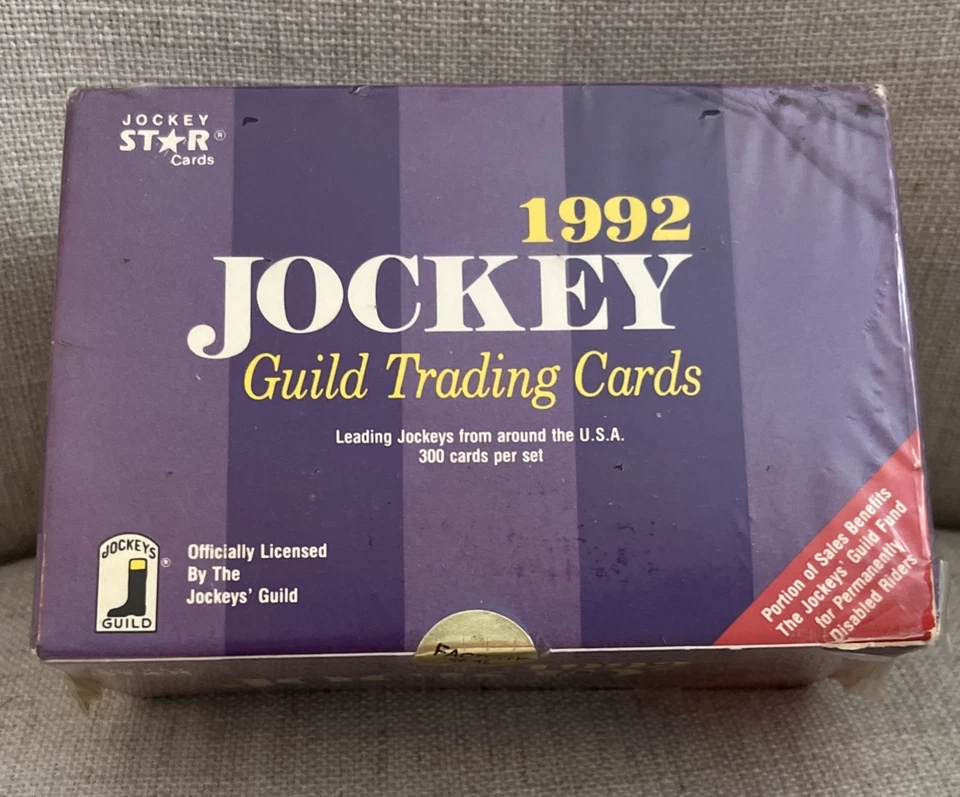 JOCKEY
STAR®
Cards
1992
JOCKEY
Guild Trading Cards
Leading Jockeys from around the U.S.A.
300 cards per set
JOCKEYS
GUILD
®
Officially Licensed
By The
Jockeys' Guild
Portion of Sales Benefits
The Jockeys' Guild Fund
for Permanently
Disabled Riders